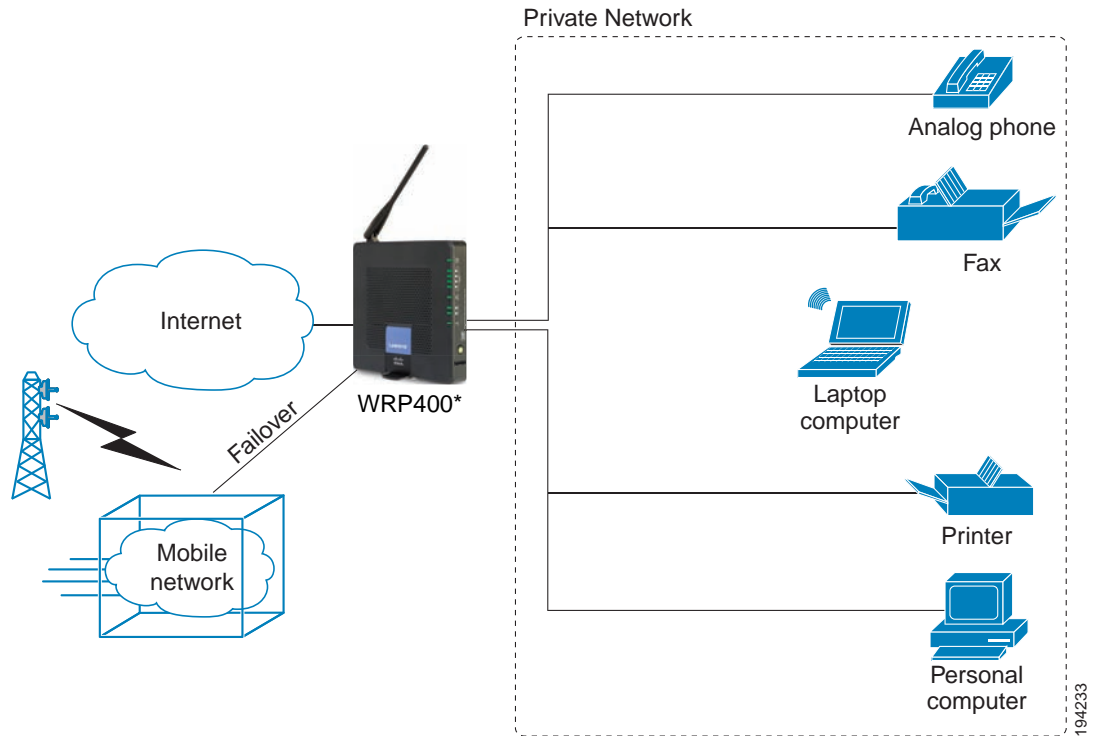 Private Network
Analog phone
Fax
Internet
WRP400*
Laptop
computer
Failover
Mobile
network
Printer
Personal
computer
194233